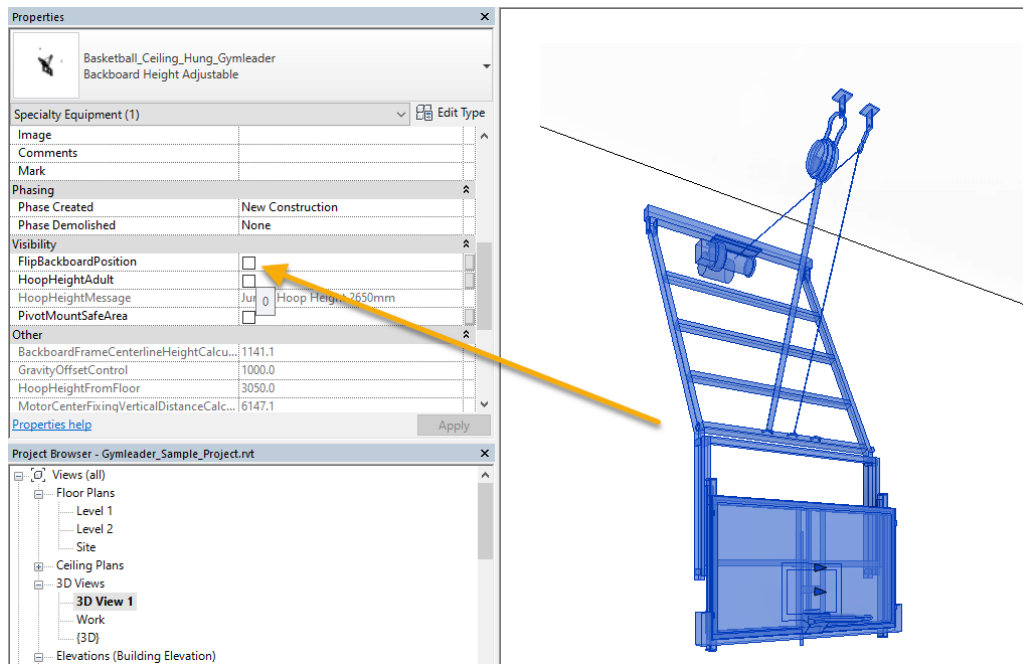 Properties
Basketball_Ceiling_Hung_Gymleader
Backboard Height Adjustable
Specialty Equipment (1)
Edit Type
Image
Comments
Mark
Phasing
Phase Created New Construction
Phase Demolished None
Visibility
FlipBackboardPosition
HoopHeightAdult
HoopHeightMessage Hoop Height 2650mm
0
PivotMountSafeArea
Other
BackboardFrameCenterlineHeightCalcu... 1141.1
GravityOffsetControl 1000.0
HoopHeightFromFloor 3050.0
MotorCenterFixingVerticalDistanceCalc... 6147.1
Properties help
Apply
Project Browser - Gymleader_Sample_Project.rvt
Views (all)
Floor Plans
Level 1
Level 2
Site
Ceiling Plans
3D Views
3D View 1
Work
{3D}
Elevations (Building Elevation)